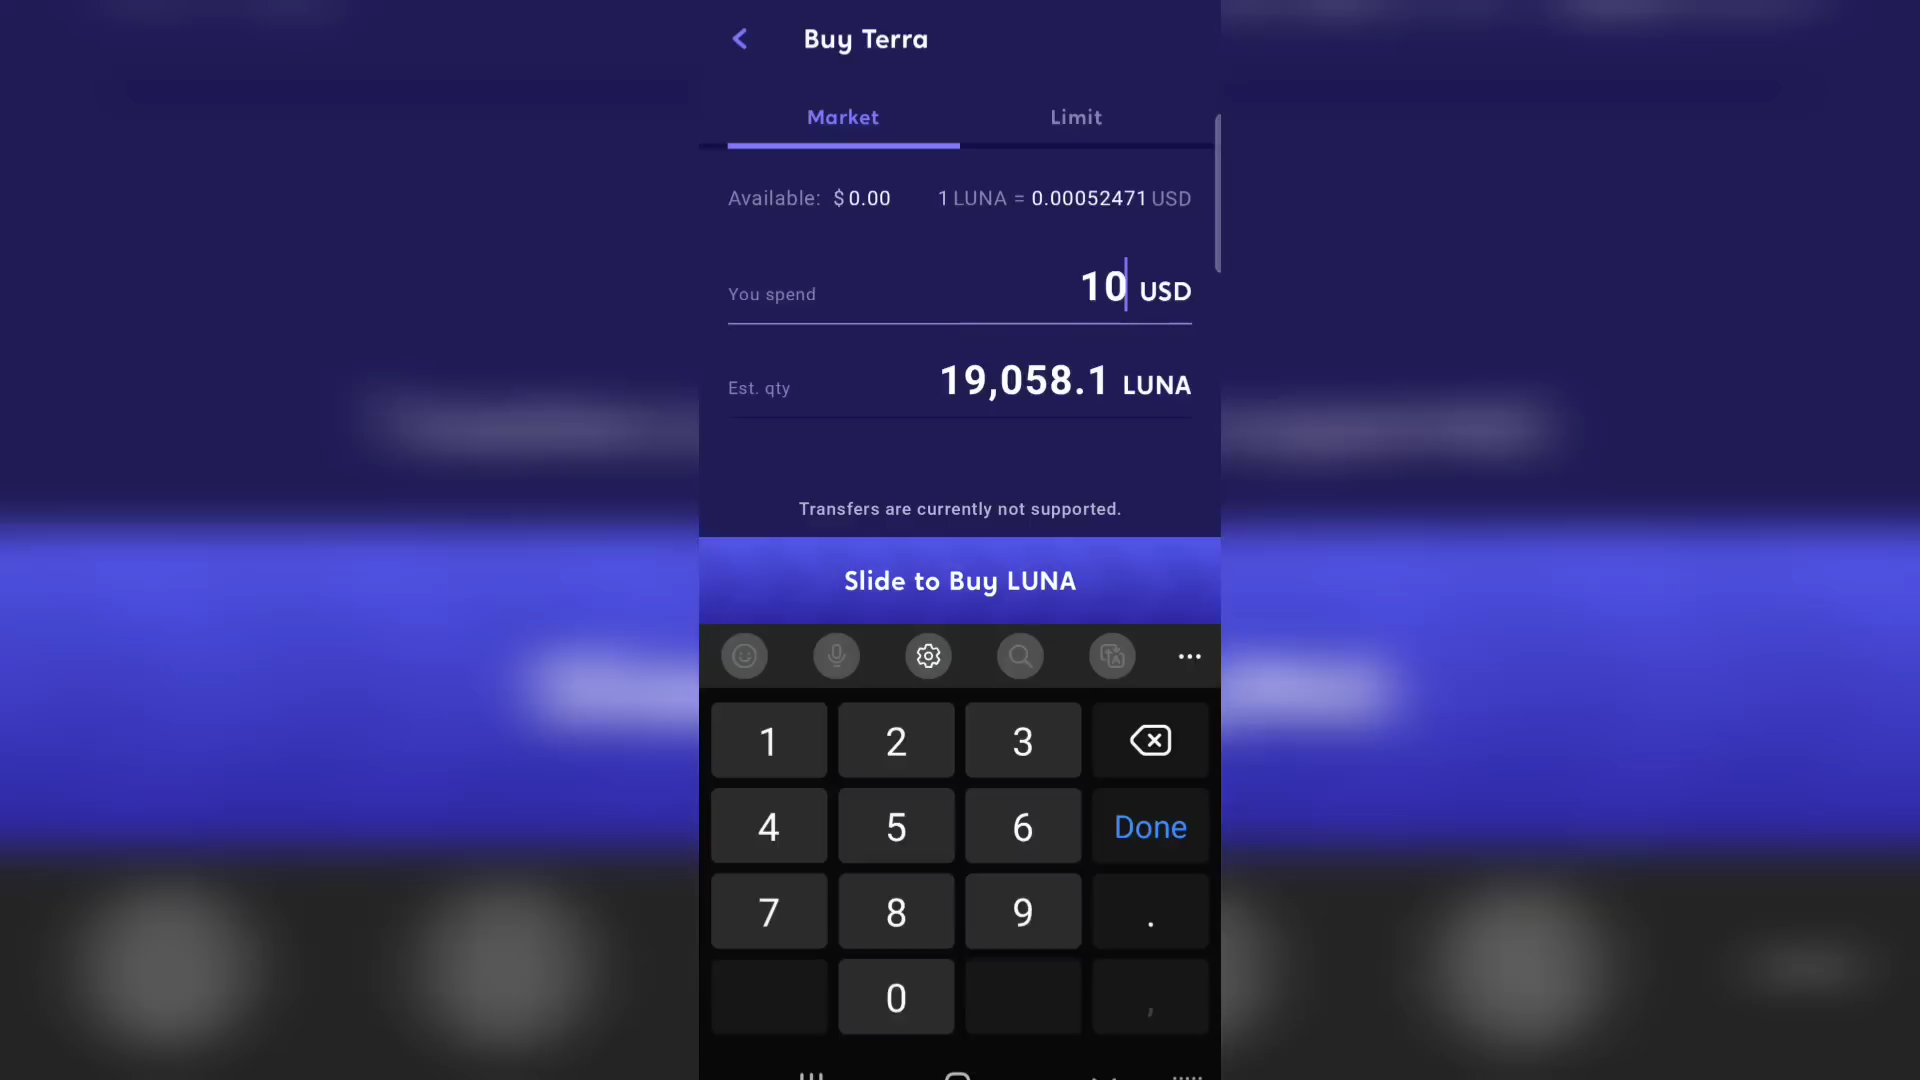 Buy Terra
Market Limit
Available: $0.00 1 LUNA = 0.00052471 USD
You spend 10 USD
Est. qty 19,058.1 LUNA
Transfers are currently not supported.
Slide to Buy LUNA
1 2 3
4 5 6 Done
7 8 9 .
0 ,